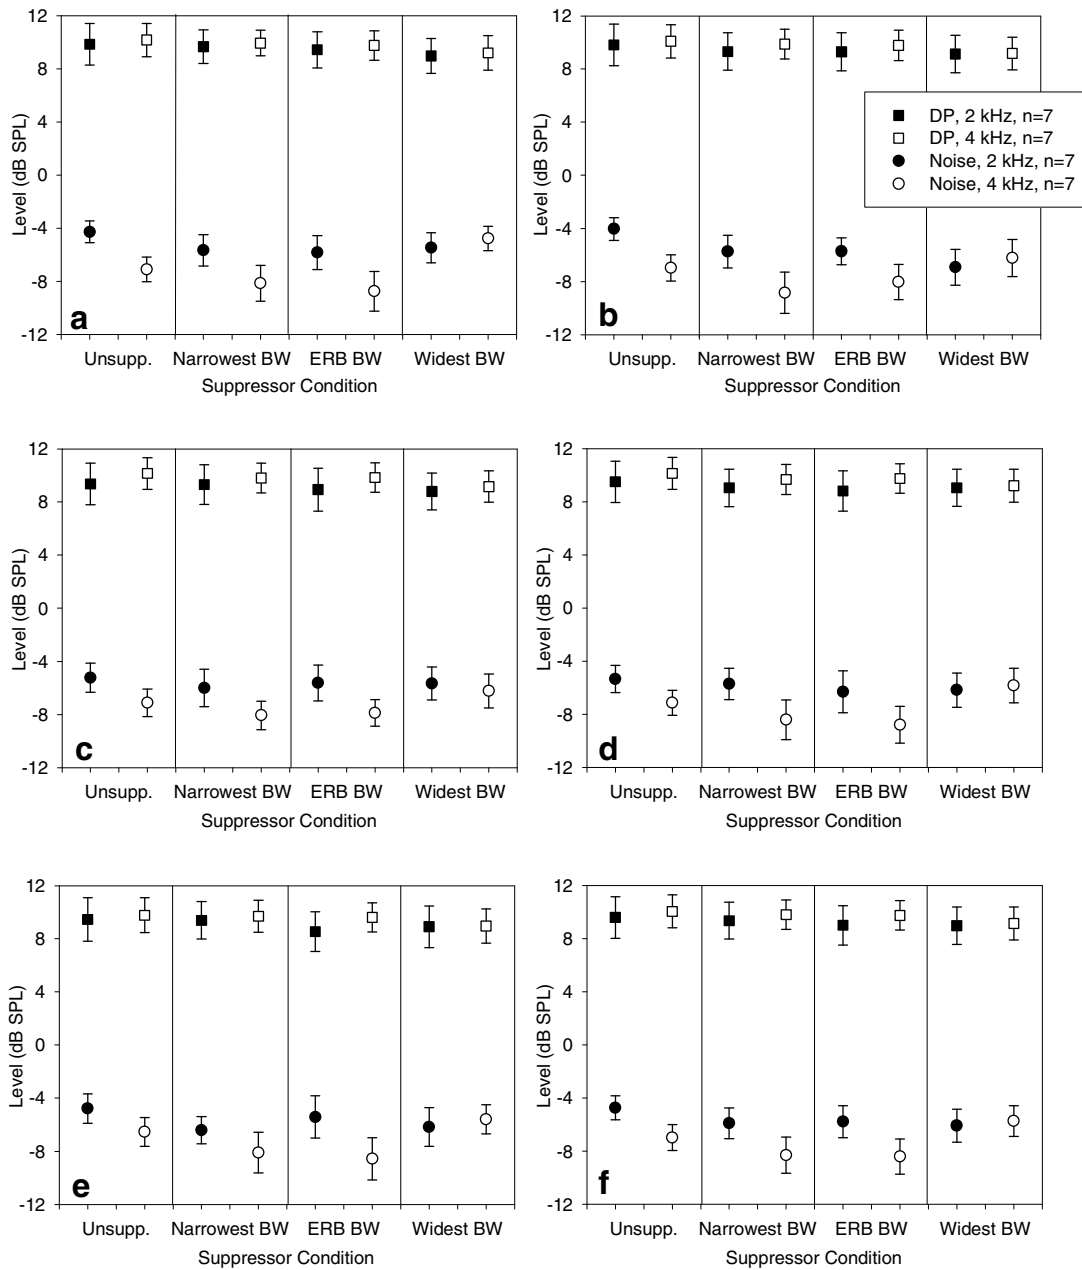 12
8
4
0
-4
-8
-12
Level (dB SPL)
a
Unsupp. Narrowest BW ERB BW Widest BW
Suppressor Condition
12
8
4
0
-4
-8
-12
Level (dB SPL)
b
DP, 2 kHz, n=7
DP, 4 kHz, n=7
Noise, 2 kHz, n=7
Noise, 4 kHz, n=7
Unsupp. Narrowest BW ERB BW Widest BW
Suppressor Condition
12
8
4
0
-4
-8
-12
Level (dB SPL)
c
Unsupp. Narrowest BW ERB BW Widest BW
Suppressor Condition
12
8
4
0
-4
-8
-12
Level (dB SPL)
d
Unsupp. Narrowest BW ERB BW Widest BW
Suppressor Condition
12
8
4
0
-4
-8
-12
Level (dB SPL)
e
Unsupp. Narrowest BW ERB BW Widest BW
Suppressor Condition
12
8
4
0
-4
-8
-12
Level (dB SPL)
f
Unsupp. Narrowest BW ERB BW Widest BW
Suppressor Condition